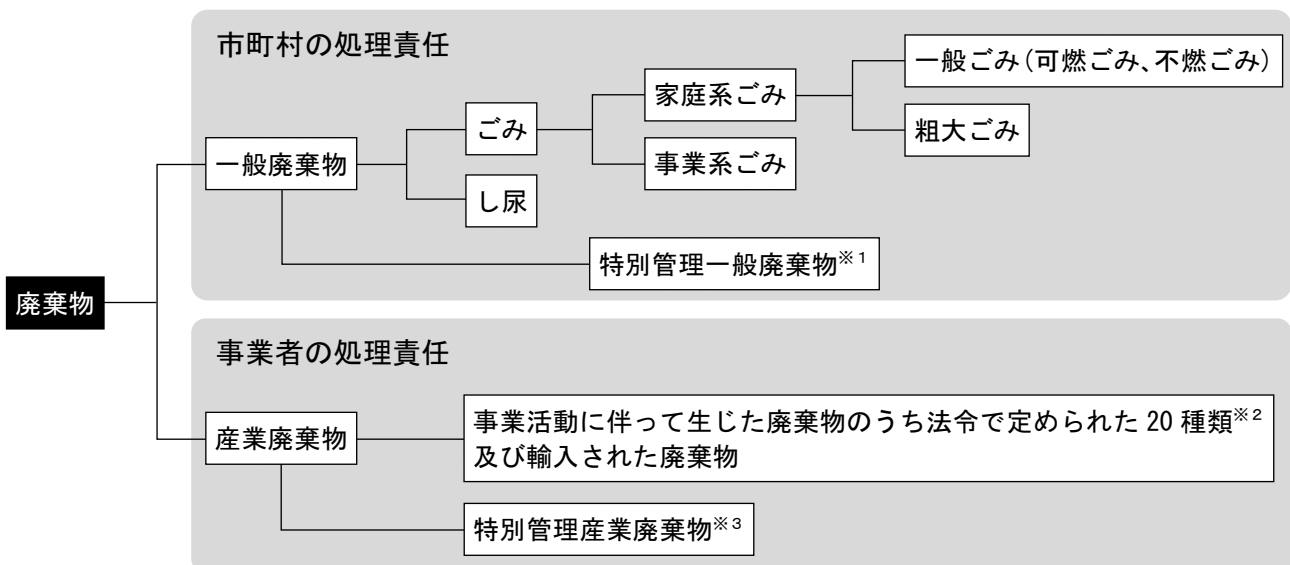 市町村の処理責任
一般ごみ(可燃ごみ、不燃ごみ)
家庭系ごみ
ごみ
粗大ごみ
一般廃棄物
事業系ごみ
し尿
特別管理一般廃棄物※1
廃棄物
事業者の処理責任
産業廃棄物
事業活動に伴って生じた廃棄物のうち法令で定められた 20 種類※2
及び輸入された廃棄物
特別管理産業廃棄物※3